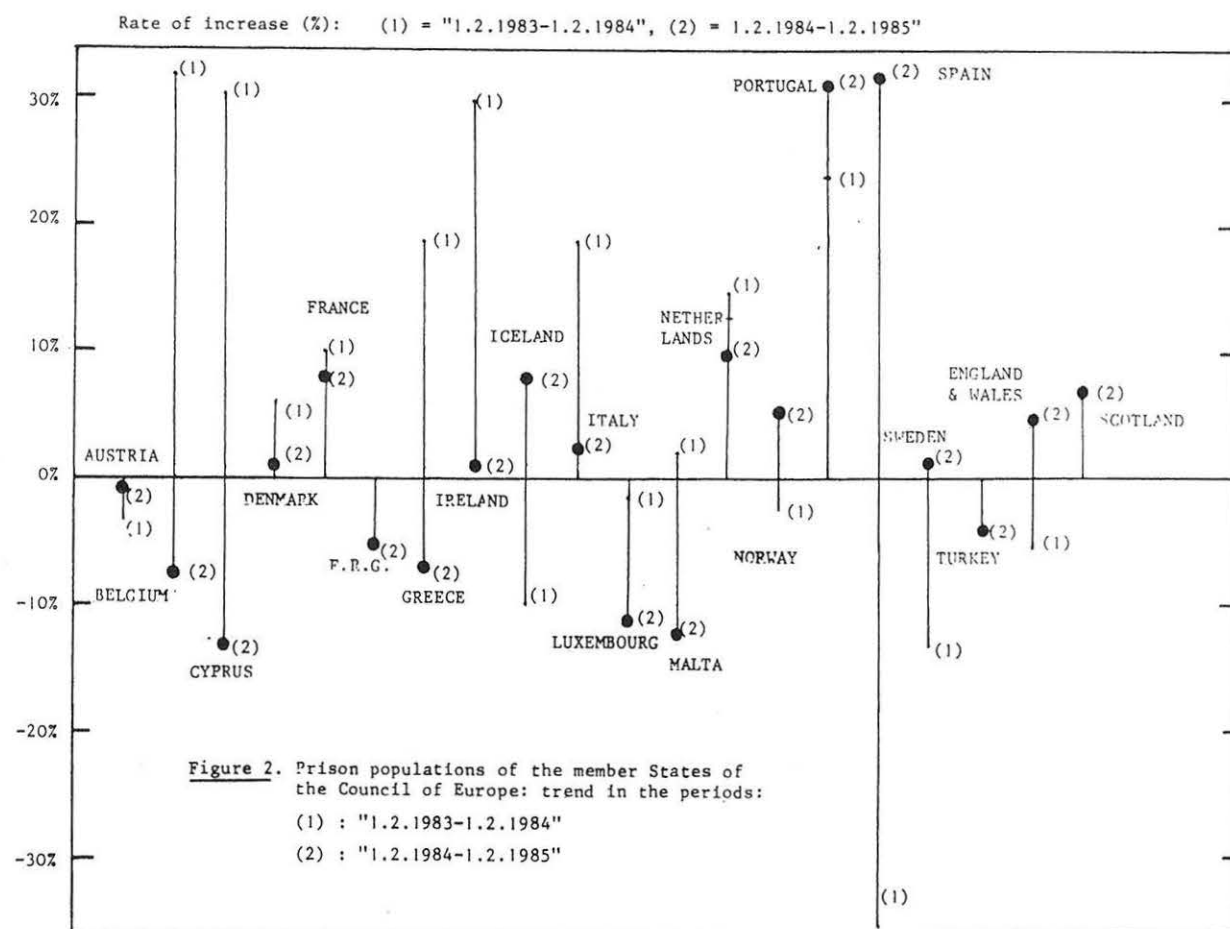 Rate of increase (%): (1) = "1.2.1983-1.2.1984", (2) = 1.2.1984-1.2.1985"
(1)
(1)
(1)
PORTUGAL
(2)
(2)
SPAIN
30%
(1)
20%
(1)
(1)
(1)
FRANCE
ICELAND
NETHER
LANDS
10%
(1)
(2)
(2)
(2)
ENGLAND
& WALES
(2)
SCOTLAND
(1)
ITALY
(2)
(2)
SWEDEN
AUSTRIA
(2)
(2)
(2)
(1)
(2)
0%
(2)
(1)
DENMARK
IRELAND
(1)
(1)
F.R.G.
(2)
NORWAY
TURKEY
(2)
(1)
BELGIUM
(2)
GREECE
(2)
(1)
-10%
LUXEMBOURG
(2)
(2)
MALTA
CYPRUS
(2)
(1)
-20%
Figure 2. Prison populations of the member States of
the Council of Europe: trend in the periods:
(1) : "1.2.1983-1.2.1984"
(2) : "1.2.1984-1.2.1985"
-30%
(1)